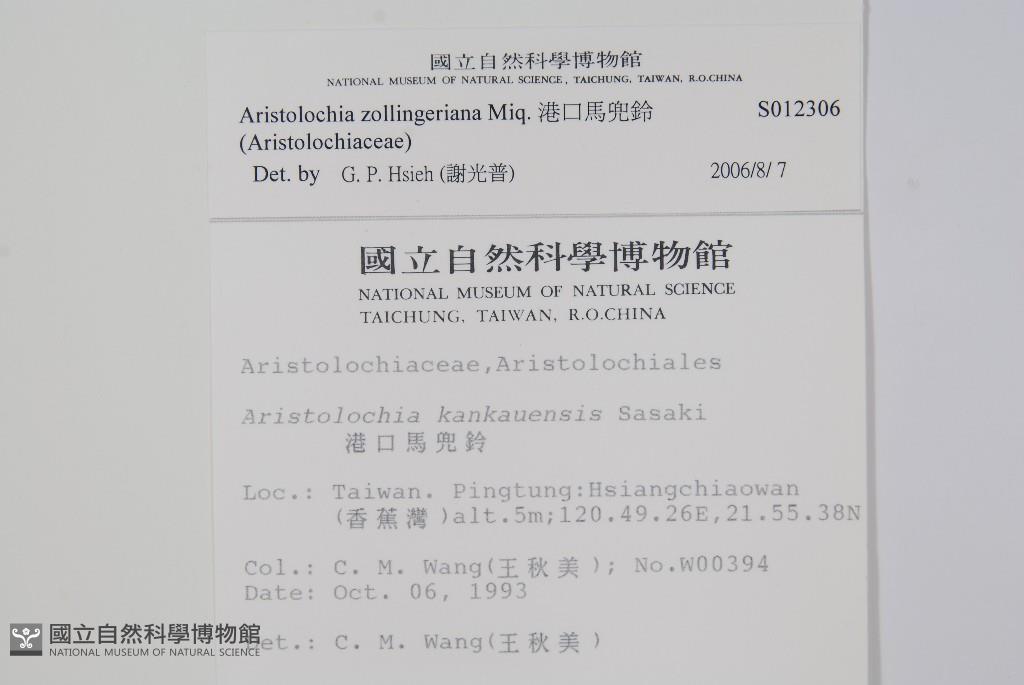 國立自然科學博物館
NATIONAL MUSEUM OF NATURAL SCIENCE, TAICHUNG, TAIWAN, R.O.CHINA
Aristolochia zollingeriana Miq. 港口馬兜鈴 S012306
(Aristolochiaceae)
Det. by G. P. Hsieh (謝光普) 2006/8/ 7
國立自然科學博物館
NATIONAL MUSEUM OF NATURAL SCIENCE
TAICHUNG, TAIWAN, R.O.CHINA
Aristolochiaceae,Aristolochiales
Aristolochia kankauensis Sasaki
港口馬兜鈴
Loc.: Taiwan. Pingtung:Hsiangchiaowan
(香蕉灣)alt.5m;120.49.26E,21.55.38N
Col.: C. M. Wang(王秋美); No.W00394
Date: Oct. 06, 1993
Det.: C. M. Wang(王秋美)
國立自然科學博物館
NATIONAL MUSEUM OF NATURAL SCIENCE